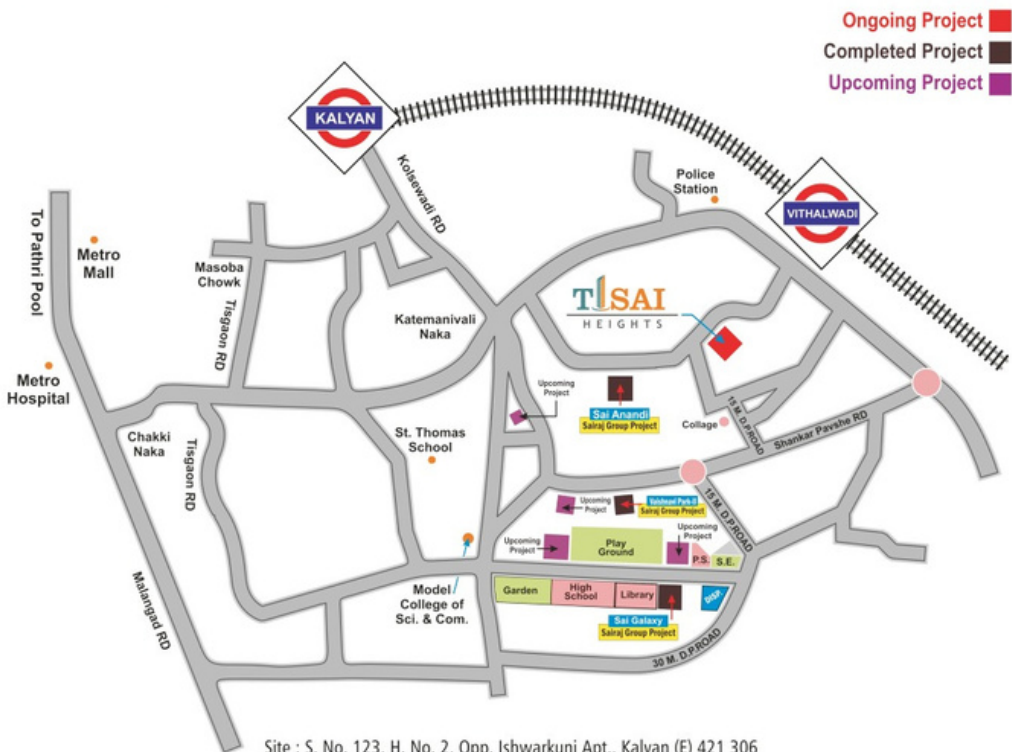 Ongoing Project
Completed Project
Upcoming Project
KALYAN
Kolsewadi RD
Police
Station
VITHALWADI
To Pathri Pool
Metro
Mall
Masoba
Chowk
Tisgaon RD
Katemanivali
Naka
T SAI
HEIGHTS
Metro
Hospital
Upcoming
Project
Sai Anandi
Sairaj Group Project
Collage
15 M. D.P.ROAD
Shankar Pavshe RD
Chakki
Naka
Tisgaon RD
St. Thomas
School
Upcoming
Project
Vaishnavi Park-II
Sairaj Group Project
15 M. D.P.ROAD
Upcoming
Project
Play
Ground
Upcoming
Project
P.S.
S.E.
Malangad RD
Model
College of
Sci. & Com.
Garden
High
School
Library
DISP.
Sai Galaxy
Sairaj Group Project
30 M. D.P.ROAD
Site : S. No. 123, H. No. 2, Opp. Ishwarkunj Apt., Kalyan (E) 421 306